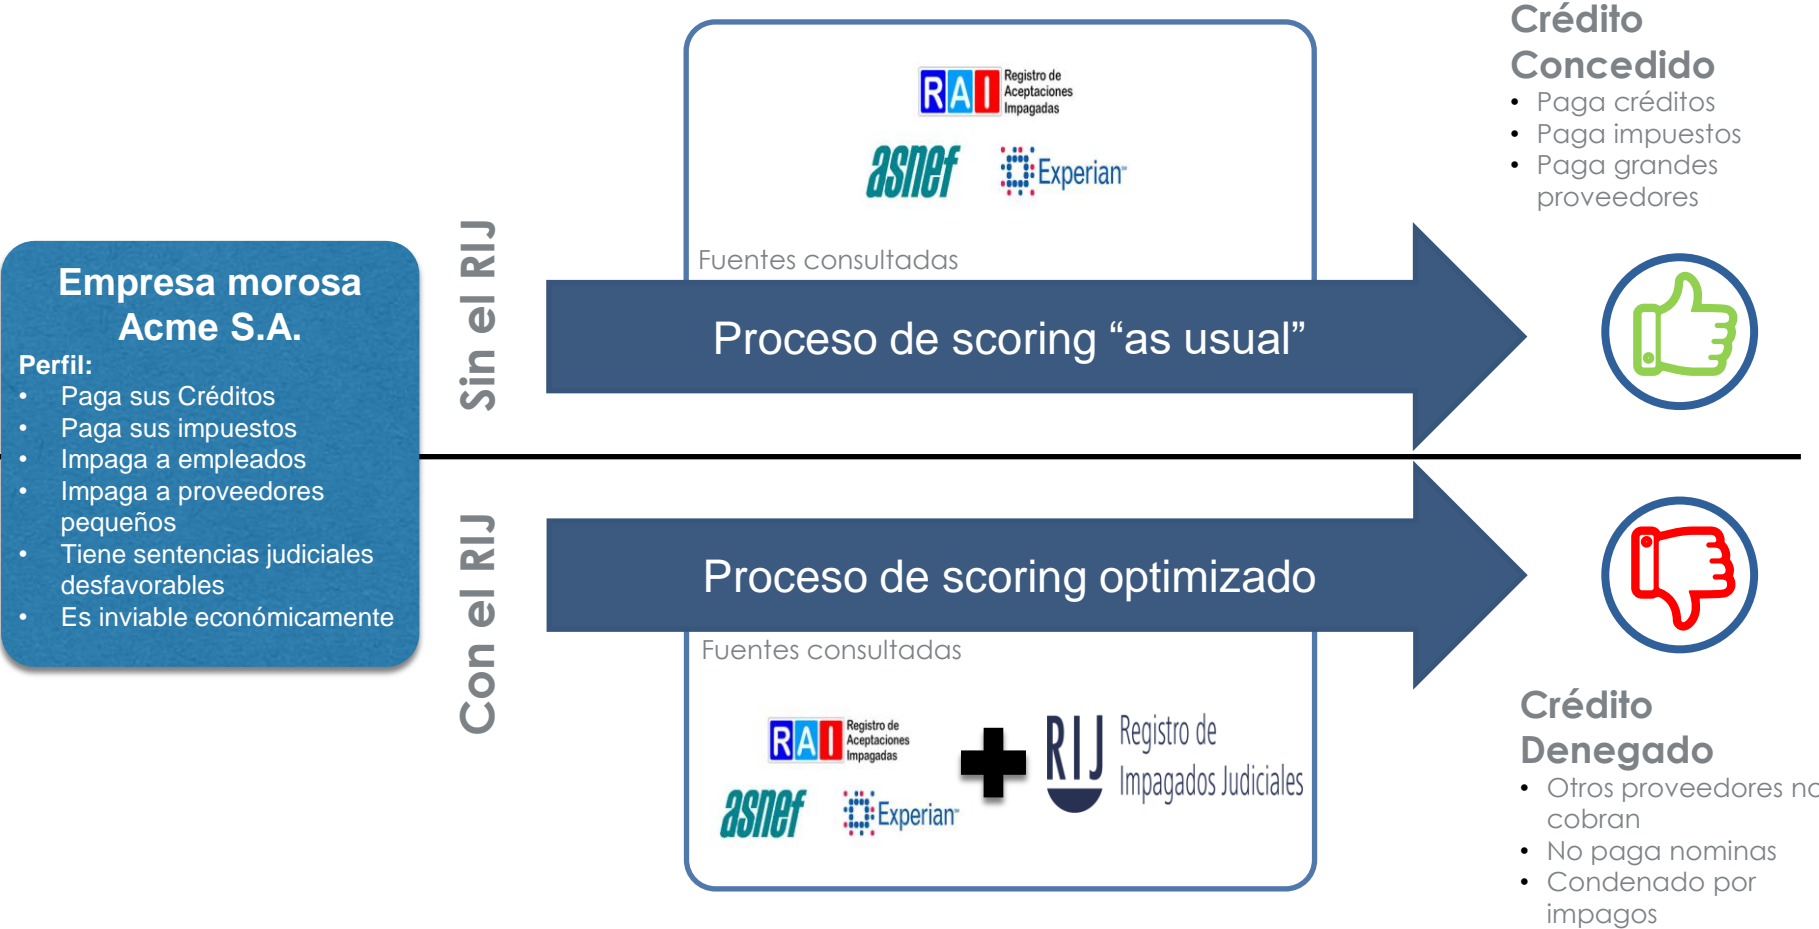 Empresa morosa
Acme S.A.
Perfil:
• Paga sus Créditos
• Paga sus impuestos
• Impaga a empleados
• Impaga a proveedores
pequeños
• Tiene sentencias judiciales
desfavorables
• Es inviable económicamente
Sin el RIJ
RAI Registro de
Aceptaciones
Impagadas
asnef
Experian
Fuentes consultadas
Proceso de scoring “as usual”
Crédito
Concedido
• Paga créditos
• Paga impuestos
• Paga grandes
proveedores
Con el RIJ
Proceso de scoring optimizado
Fuentes consultadas
RAI Registro de
Aceptaciones
Impagadas
asnef
Experian
RIJ Registro de
Impagados Judiciales
Crédito
Denegado
• Otros proveedores no
cobran
• No paga nominas
• Condenado por
impagos